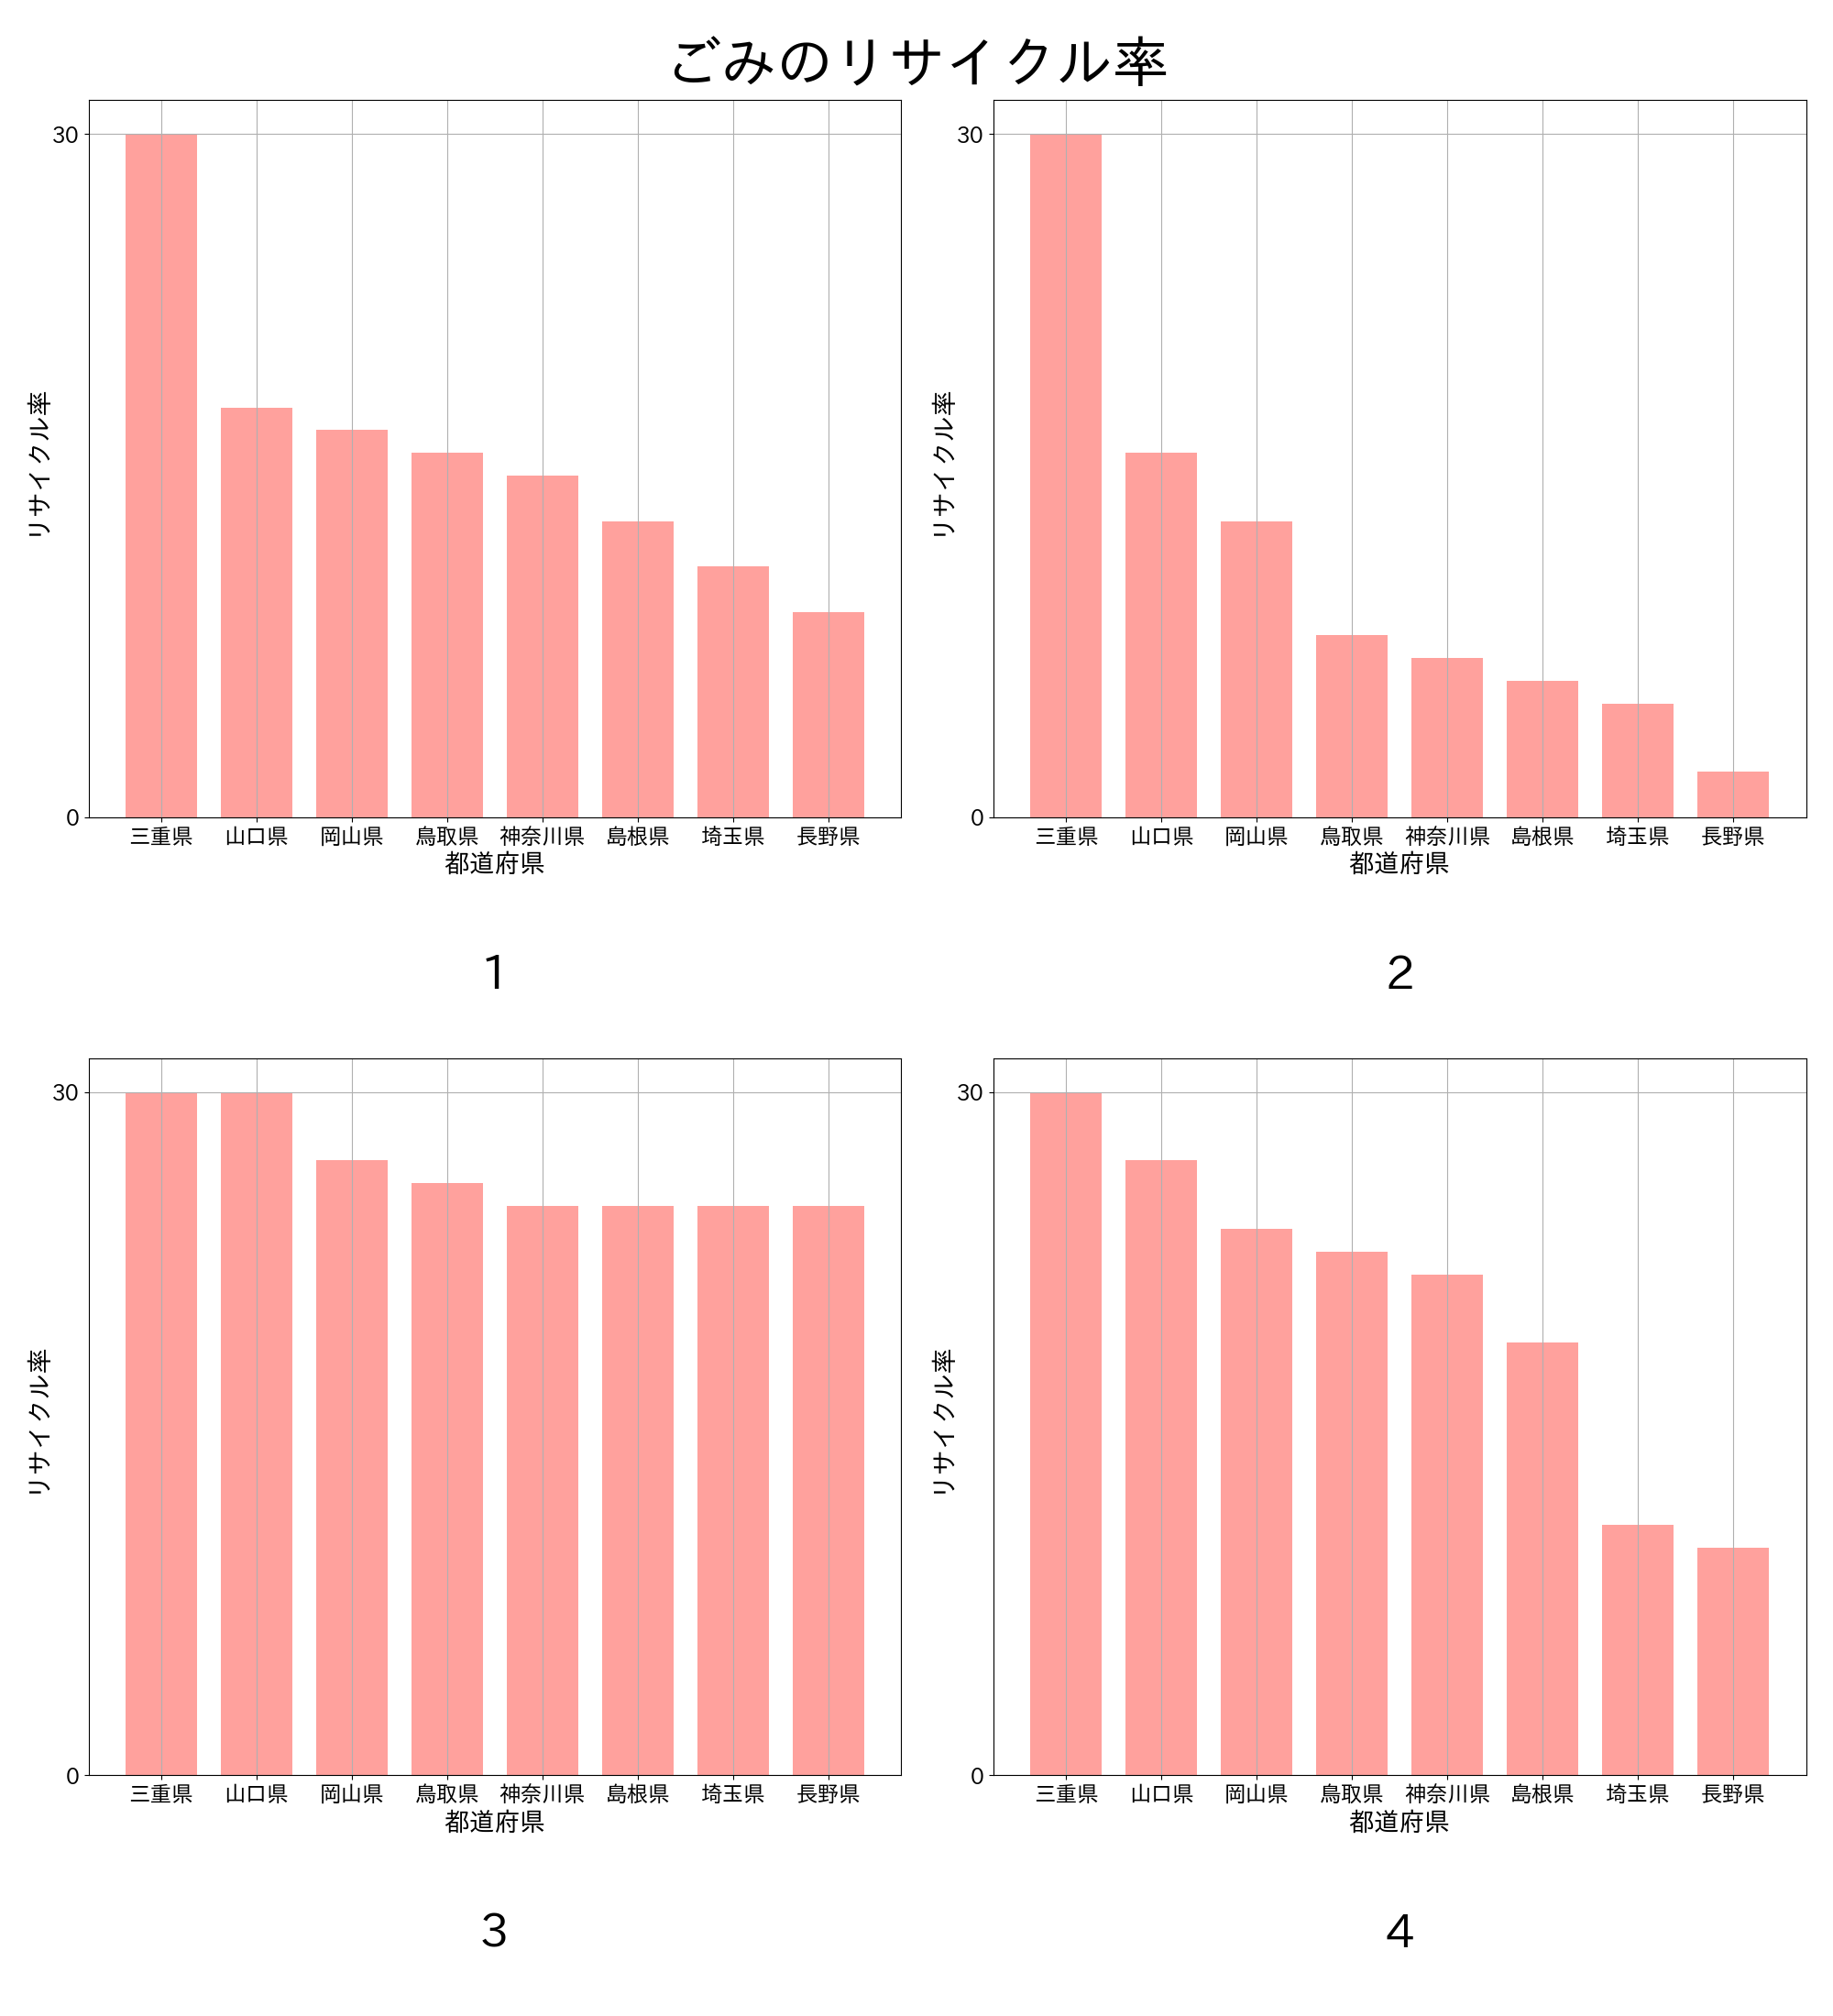 ごみのリサイクル率
30
0
リサイクル率
三重県 山口県 岡山県 鳥取県 神奈川県 島根県 埼玉県 長野県
都道府県
1
30
0
リサイクル率
三重県 山口県 岡山県 鳥取県 神奈川県 島根県 埼玉県 長野県
都道府県
2
30
0
リサイクル率
三重県 山口県 岡山県 鳥取県 神奈川県 島根県 埼玉県 長野県
都道府県
3
30
0
リサイクル率
三重県 山口県 岡山県 鳥取県 神奈川県 島根県 埼玉県 長野県
都道府県
4